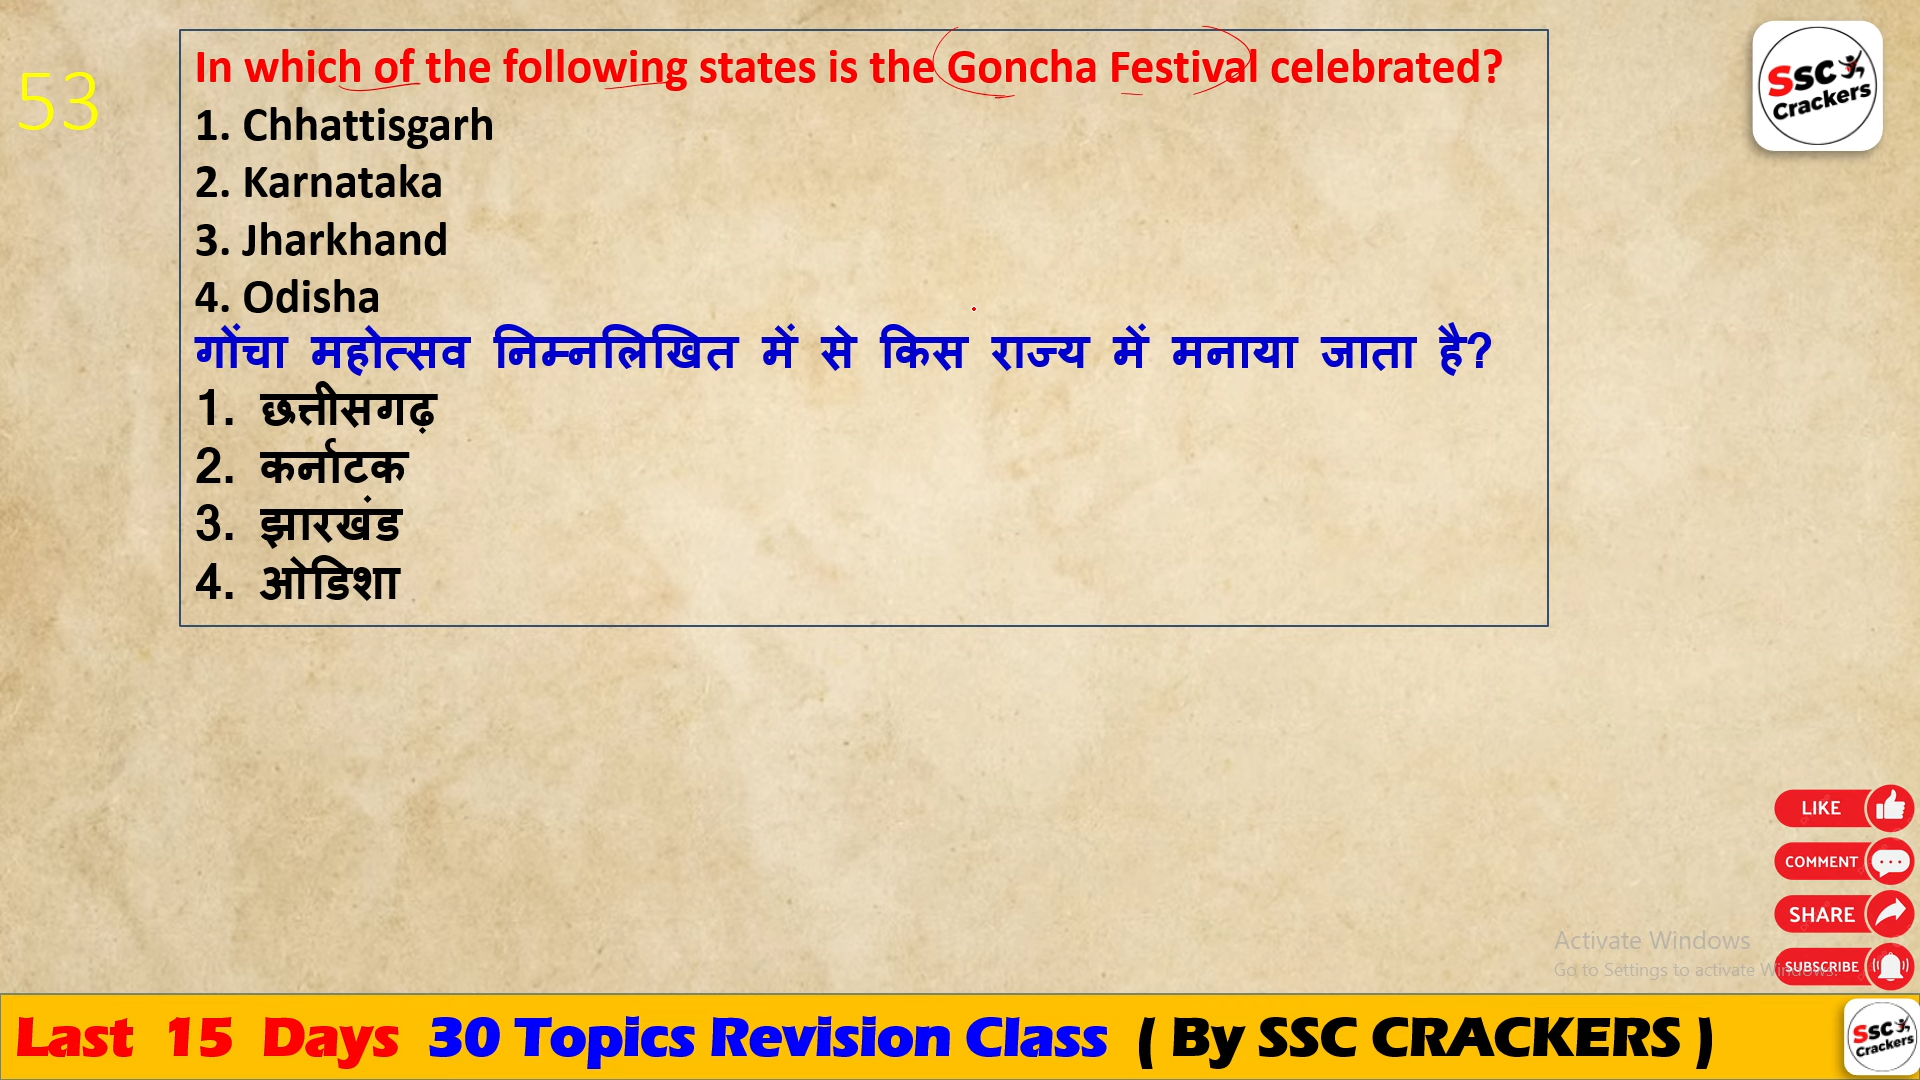 53
In which of the following states is the Goncha Festival celebrated?
1. Chhattisgarh
2. Karnataka
3. Jharkhand
4. Odisha
गोंचा महोत्सव निम्नलिखित में से किस राज्य में मनाया जाता है?
1. छत्तीसगढ़
2. कर्नाटक
3. झारखंड
4. ओडिशा
SSC
Crackers
LIKE
COMMENT
SHARE
SUBSCRIBE
Activate Windows
Go to Settings to activate Windows.
Last 15 Days 30 Topics Revision Class ( By SSC CRACKERS )
SSC
Crackers